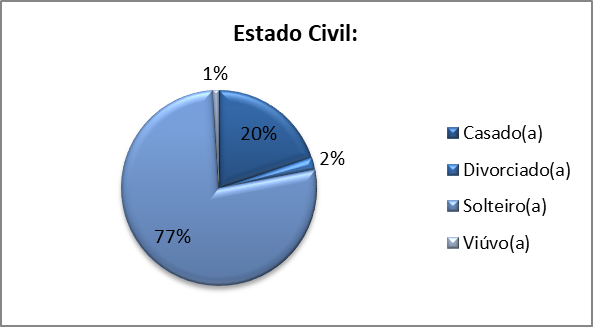 Estado Civil:
1%
20%
2%
77%
Casado(a)
Divorciado(a)
Solteiro(a)
Viúvo(a)